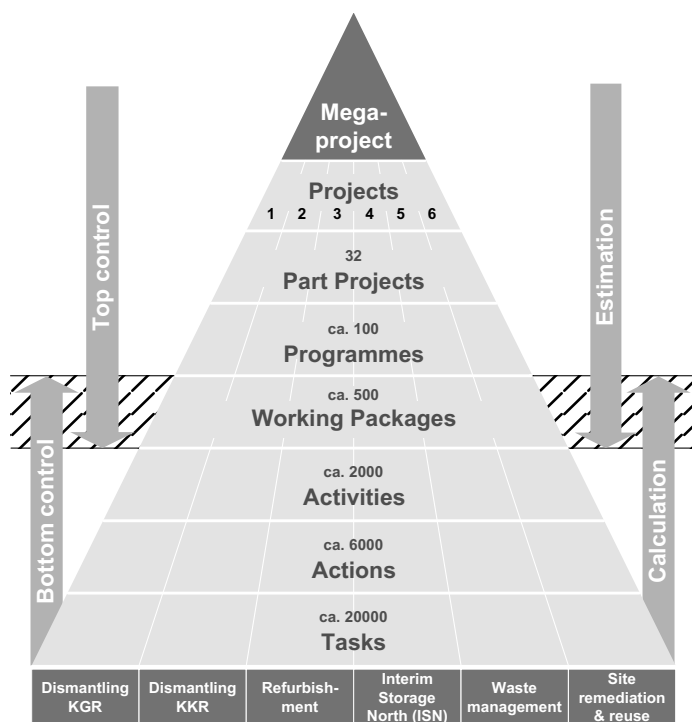 Mega-
project
Projects
1 2 3 4 5 6
32
Part Projects
ca. 100
Programmes
ca. 500
Working Packages
ca. 2000
Activities
ca. 6000
Actions
ca. 20000
Tasks
Top control
Bottom control
Estimation
Calculation
Dismantling
KGR
Dismantling
KKR
Refurbish-
ment
Interim
Storage
North (ISN)
Waste
management
Site
remediation
& reuse